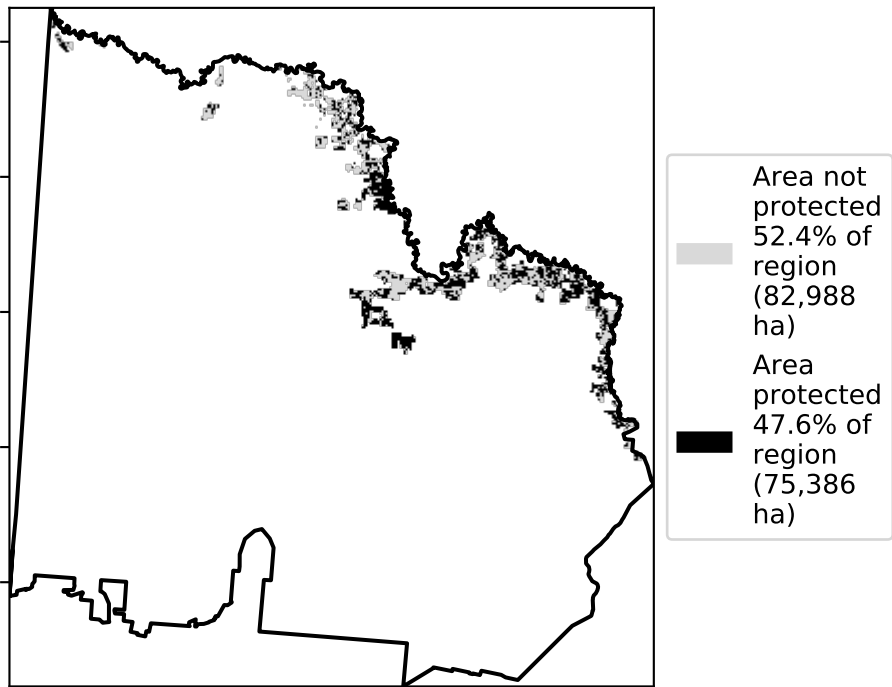 Area not
protected
52.4% of
region
(82,988
ha)
Area
protected
47.6% of
region
(75,386
ha)